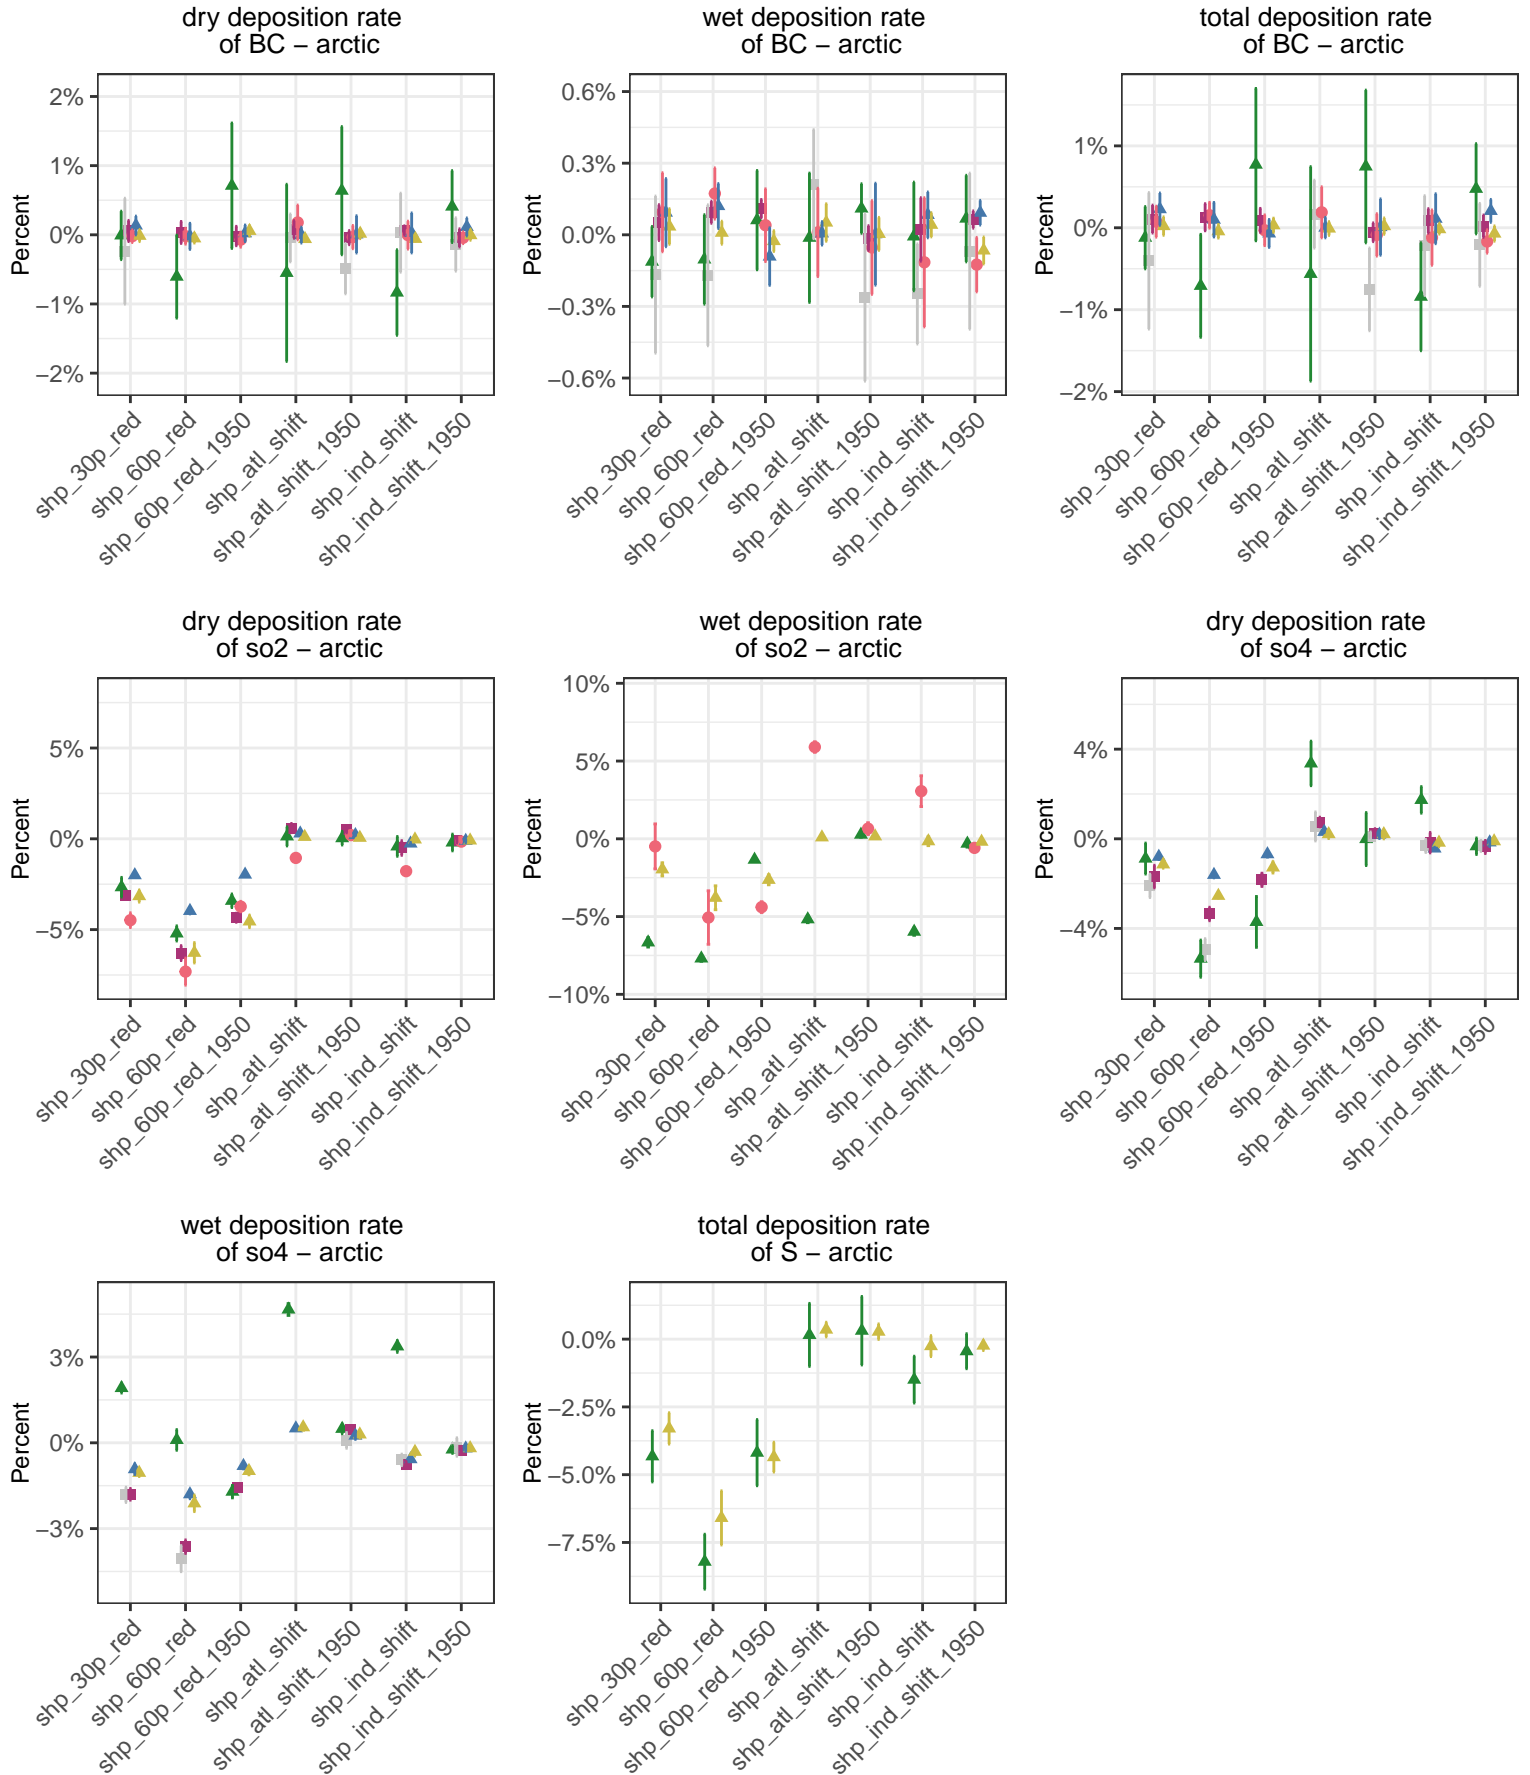 dry deposition rate
of BC − arctic
Percent
2%
1%
0%
−1%
−2%
shp_30p_red
shp_60p_red
shp_60p_red_1950
shp_atl_shift
shp_atl_shift_1950
shp_ind_shift
shp_ind_shift_1950
wet deposition rate
of BC − arctic
Percent
0.6%
0.3%
0.0%
−0.3%
−0.6%
shp_30p_red
shp_60p_red
shp_60p_red_1950
shp_atl_shift
shp_atl_shift_1950
shp_ind_shift
shp_ind_shift_1950
total deposition rate
of BC − arctic
Percent
1%
0%
−1%
−2%
shp_30p_red
shp_60p_red
shp_60p_red_1950
shp_atl_shift
shp_atl_shift_1950
shp_ind_shift
shp_ind_shift_1950
dry deposition rate
of so2 − arctic
Percent
5%
0%
−5%
shp_30p_red
shp_60p_red
shp_60p_red_1950
shp_atl_shift
shp_atl_shift_1950
shp_ind_shift
shp_ind_shift_1950
wet deposition rate
of so2 − arctic
Percent
10%
5%
0%
−5%
−10%
shp_30p_red
shp_60p_red
shp_60p_red_1950
shp_atl_shift
shp_atl_shift_1950
shp_ind_shift
shp_ind_shift_1950
dry deposition rate
of so4 − arctic
Percent
4%
0%
−4%
shp_30p_red
shp_60p_red
shp_60p_red_1950
shp_atl_shift
shp_atl_shift_1950
shp_ind_shift
shp_ind_shift_1950
wet deposition rate
of so4 − arctic
Percent
3%
0%
−3%
shp_30p_red
shp_60p_red
shp_60p_red_1950
shp_atl_shift
shp_atl_shift_1950
shp_ind_shift
shp_ind_shift_1950
total deposition rate
of S − arctic
Percent
0.0%
−2.5%
−5.0%
−7.5%
shp_30p_red
shp_60p_red
shp_60p_red_1950
shp_atl_shift
shp_atl_shift_1950
shp_ind_shift
shp_ind_shift_1950